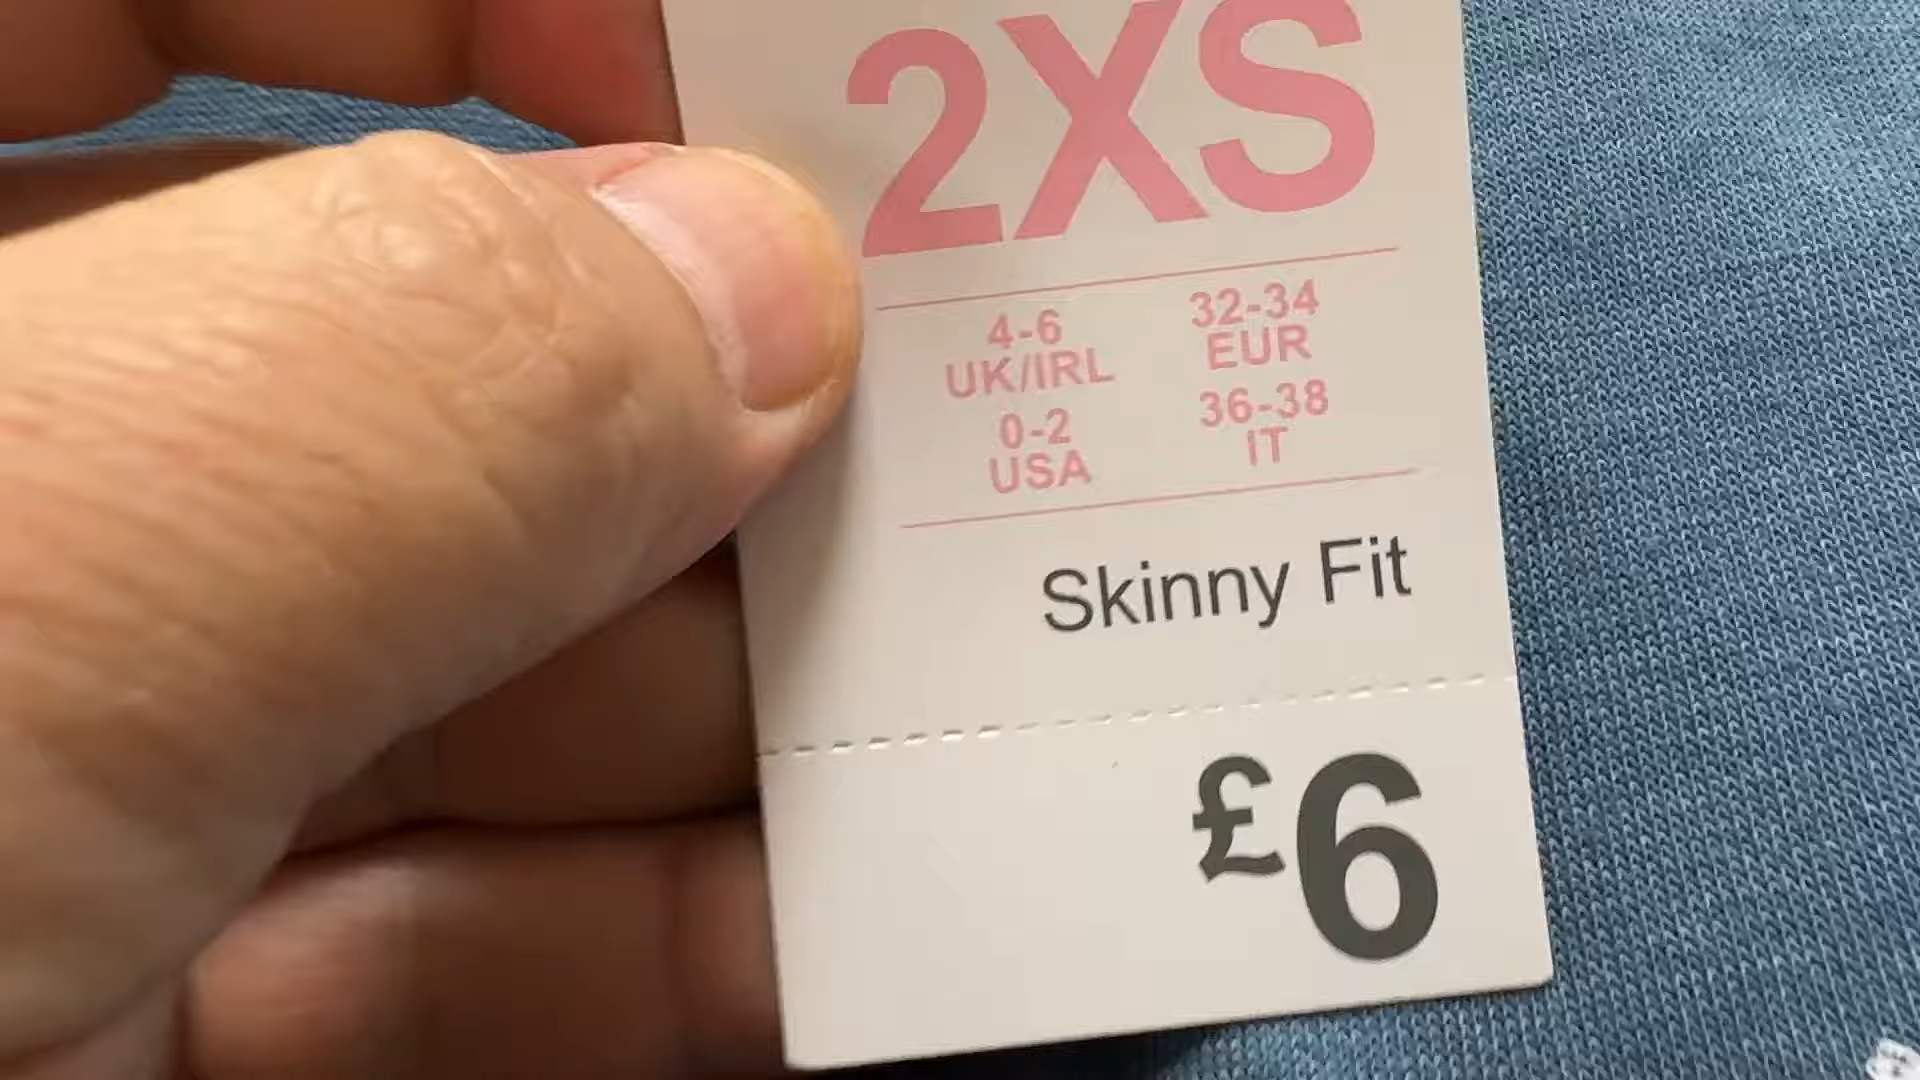 2XS
4-6
UK/IRL
32-34
EUR
0-2
USA
36-38
IT
Skinny Fit
£6